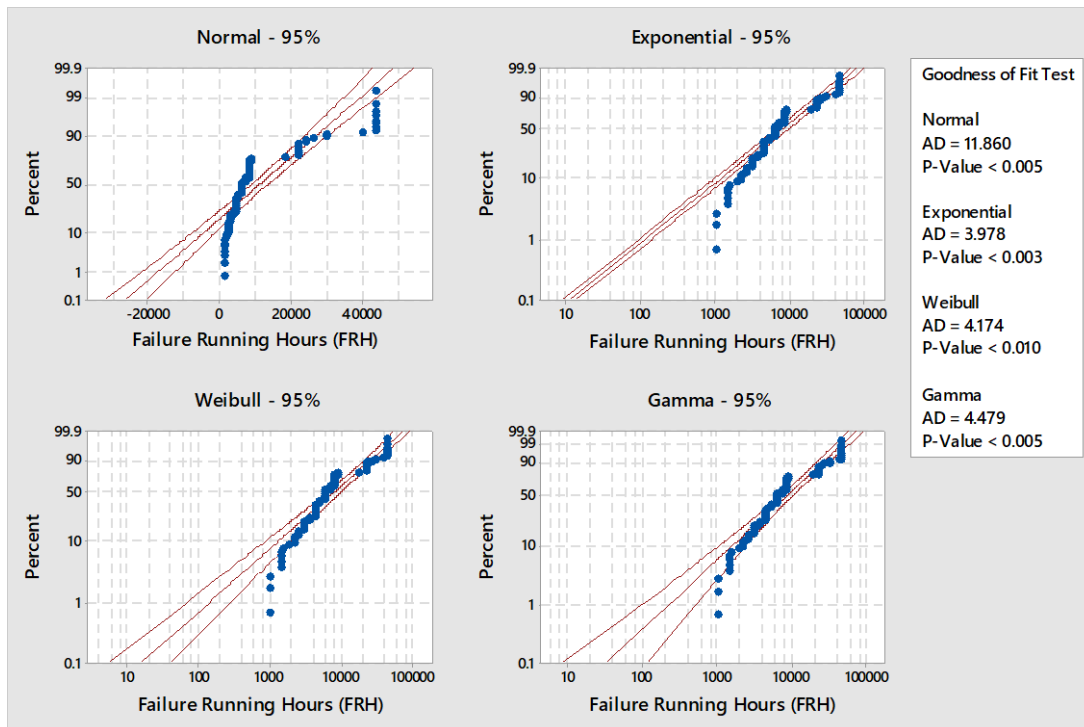 Normal - 95%
99.9
99
90
50
10
1
0.1
Percent
-20000 0 20000 40000
Failure Running Hours (FRH)
Exponential - 95%
99.9
90
50
10
1
0.1
Percent
10 100 1000 10000 100000
Failure Running Hours (FRH)
Weibull - 95%
99.9
90
50
10
1
0.1
Percent
10 100 1000 10000 100000
Failure Running Hours (FRH)
Gamma - 95%
99.9
99
90
50
10
1
0.1
Percent
10 100 1000 10000 100000
Failure Running Hours (FRH)
Goodness of Fit Test
Normal
AD = 11.860
P-Value < 0.005
Exponential
AD = 3.978
P-Value < 0.003
Weibull
AD = 4.174
P-Value < 0.010
Gamma
AD = 4.479
P-Value < 0.005